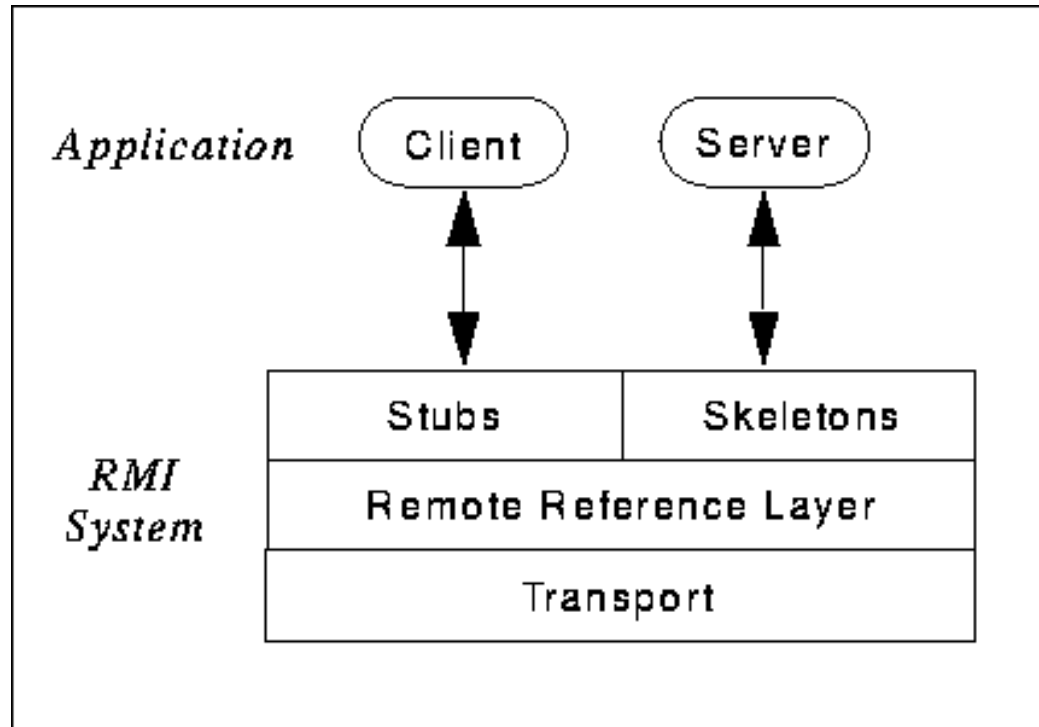 Application
Client
Server
Stubs
Skeletons
RMI
System
Remote Reference Layer
Transport